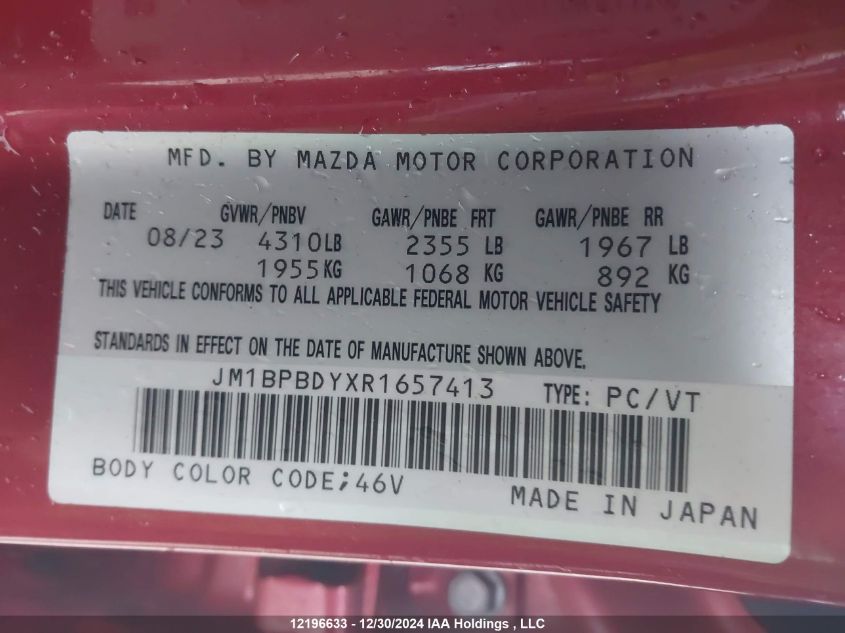 MFD. BY MAZDA MOTOR CORPORATION
DATE GVWR/PNBV GAWR/PNBE FRT GAWR/PNBE RR
08/23 4310LB 2355 LB 1967 LB
1955KG 1068 KG 892 KG
THIS VEHICLE CONFORMS TO ALL APPLICABLE FEDERAL MOTOR VEHICLE SAFETY
STANDARDS IN EFFECT ON THE DATE OF MANUFACTURE SHOWN ABOVE.
JM1BPBDYXR1657413 TYPE: PC/VT
BODY COLOR CODE;46V
MADE IN JAPAN
12196633 - 12/30/2024 IAA Holdings , LLC